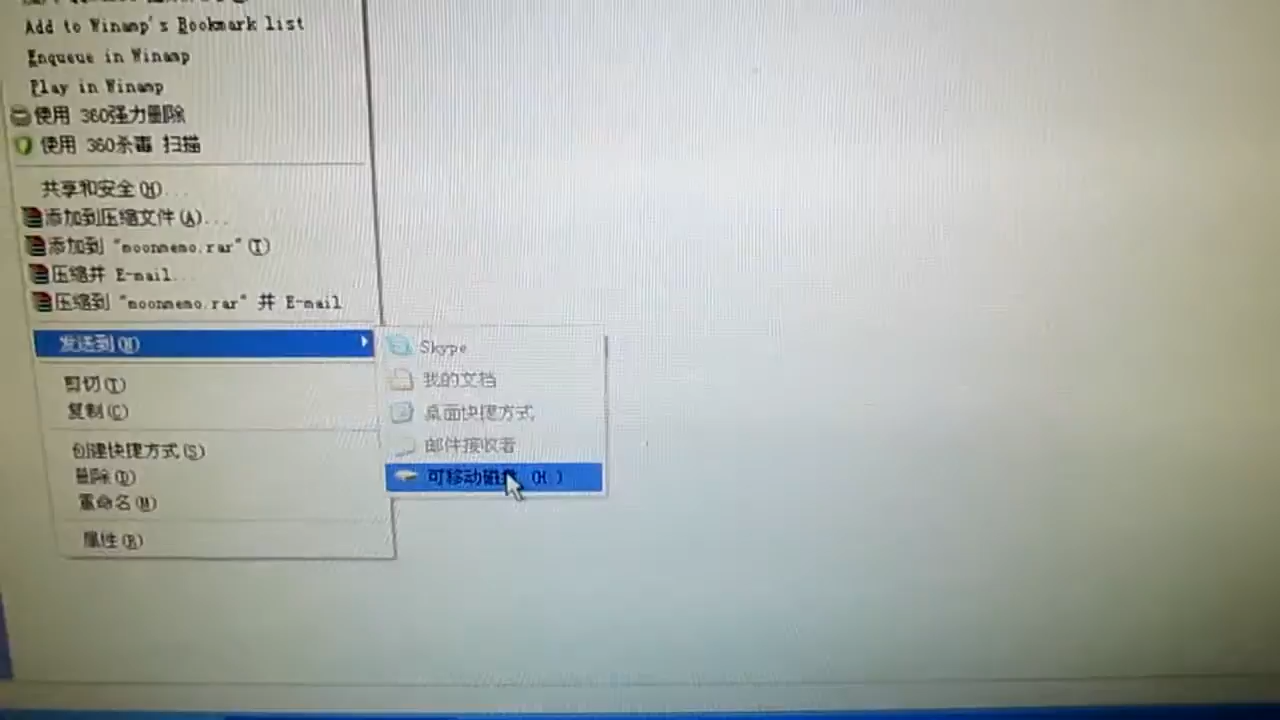 Add to Winamp's Bookmark list
Enqueue in Winamp
Play in Winamp
使用 360强力删除
使用 360杀毒 扫描
共享和安全(H)...
添加到压缩文件(A)...
添加到 "moonmemo.rar"(T)
压缩并 E-mail...
压缩到 "moonmemo.rar" 并 E-mail
发送到(N)
Skype
我的文档
桌面快捷方式
邮件接收者
可移动磁盘 (H:)
剪切(T)
复制(C)
创建快捷方式(S)
删除(D)
重命名(M)
属性(R)